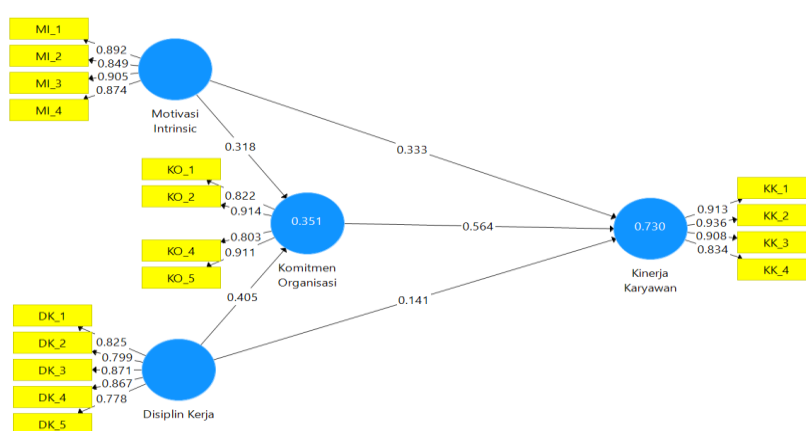 MI_1
0.892
MI_2
0.849
MI_3
0.905
MI_4
0.874
Motivasi
Intrinsic
0.318
0.333
KO_1
0.822
KO_2
0.914
KO_4
0.803
KO_5
0.911
0.351
Komitmen
Organisasi
0.564
0.405
0.141
DK_1
0.825
DK_2
0.799
DK_3
0.871
DK_4
0.867
DK_5
0.778
Disiplin Kerja
0.730
Kinerja
Karyawan
KK_1
0.913
KK_2
0.936
KK_3
0.908
KK_4
0.834